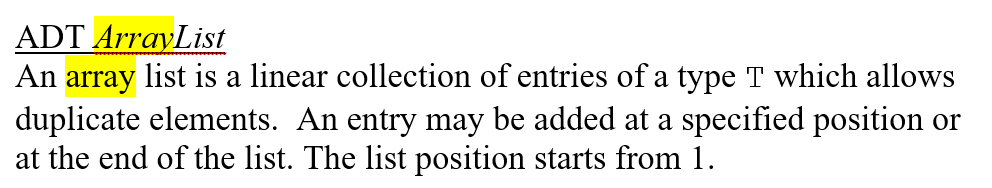 ADT ArrayList
An array list is a linear collection of entries of a type T which allows
duplicate elements.  An entry may be added at a specified position or
at the end of the list. The list position starts from 1.